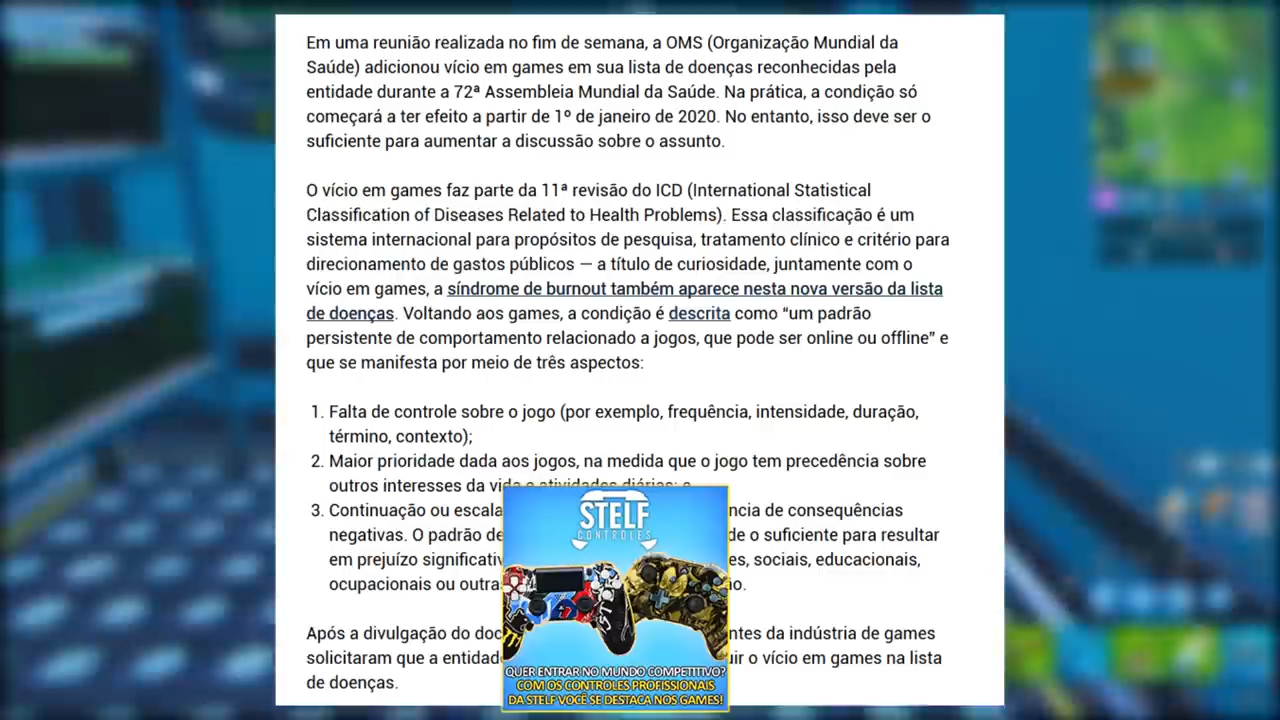 Em uma reunião realizada no fim de semana, a OMS (Organização Mundial da
Saúde) adicionou vício em games em sua lista de doenças reconhecidas pela
entidade durante a 72ª Assembleia Mundial da Saúde. Na prática, a condição só
começará a ter efeito a partir de 1º de janeiro de 2020. No entanto, isso deve ser o
suficiente para aumentar a discussão sobre o assunto.
O vício em games faz parte da 11ª revisão do ICD (International Statistical
Classification of Diseases Related to Health Problems). Essa classificação é um
sistema internacional para propósitos de pesquisa, tratamento clínico e critério para
direcionamento de gastos públicos — a título de curiosidade, juntamente com o
vício em games, a síndrome de burnout também aparece nesta nova versão da lista
de doenças. Voltando aos games, a condição é descrita como “um padrão
persistente de comportamento relacionado a jogos, que pode ser online ou offline” e
que se manifesta por meio de três aspectos:
1. Falta de controle sobre o jogo (por exemplo, frequência, intensidade, duração,
término, contexto);
2. Maior prioridade dada aos jogos, na medida que o jogo tem precedência sobre
outros interesses da vida e atividades diárias; e
3. Continuação ou de consequências
negativas. O padrão o suficiente para resultar
em prejuízo sociais, educacionais,
ocupacionais ou
Após a divulgação do da indústria de games
solicitaram que a o vício em games na lista
de doenças.
STELF
CONTROLES
QUER ENTRAR NO MUNDO COMPETITIVO?
COM OS CONTROLES PROFISSIONAIS
DA STELF VOCÊ SE DESTACA NOS GAMES!